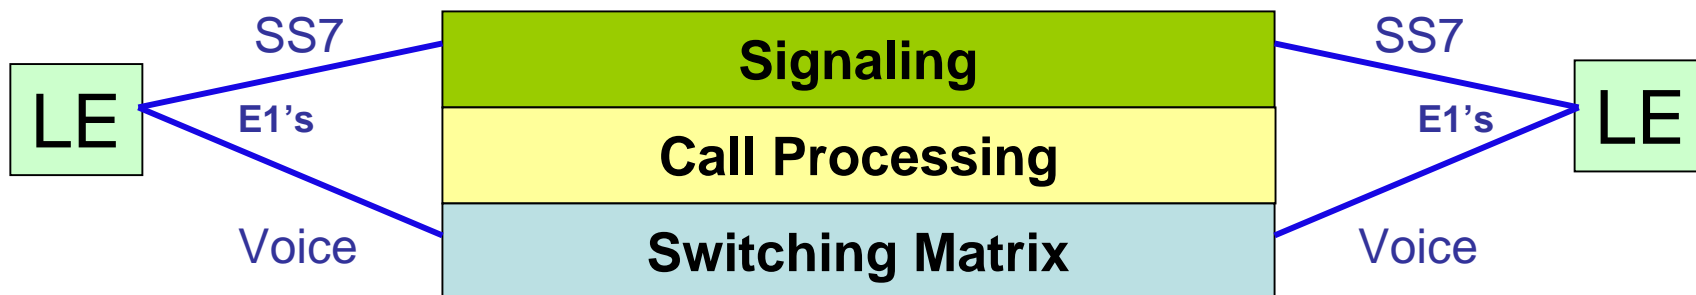 SS7
LE
E1's
Voice
Signaling
Call Processing
Switching Matrix
SS7
E1's
LE
Voice